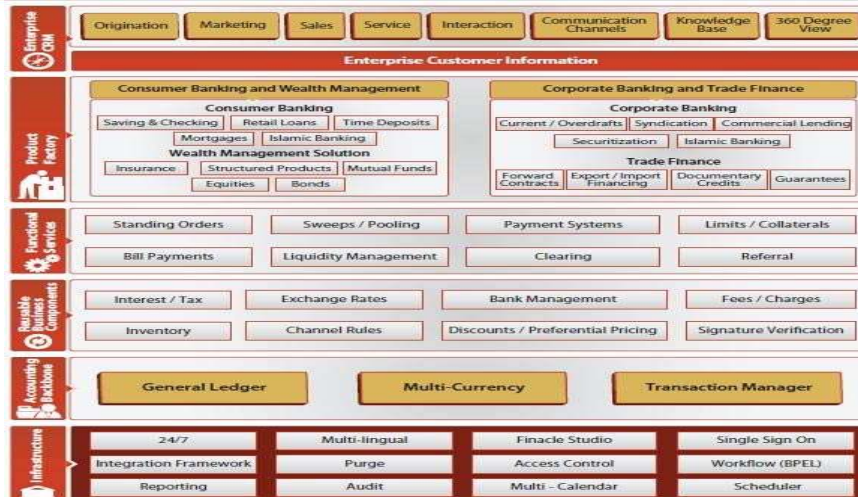 Enterprise
CRM
Origination
Marketing
Sales
Service
Interaction
Communication
Channels
Knowledge
Base
360 Degree
View
Enterprise Customer Information
Product
Factory
Consumer Banking and Wealth Management
Consumer Banking
Saving & Checking
Retail Loans
Time Deposits
Mortgages
Islamic Banking
Wealth Management Solution
Insurance
Structured Products
Mutual Funds
Equities
Bonds
Corporate Banking and Trade Finance
Corporate Banking
Current / Overdrafts
Syndication
Commercial Lending
Securitization
Islamic Banking
Trade Finance
Forward
Contracts
Export / Import
Financing
Documentary
Credits
Guarantees
Functional
Services
Standing Orders
Sweeps / Pooling
Payment Systems
Limits / Collaterals
Bill Payments
Liquidity Management
Clearing
Referral
Reusable
Business
Components
Interest / Tax
Exchange Rates
Bank Management
Fees / Charges
Inventory
Channel Rules
Discounts / Preferential Pricing
Signature Verification
Accounting
Backbone
General Ledger
Multi-Currency
Transaction Manager
Infrastructure
24/7
Multi-lingual
Finacle Studio
Single Sign On
Integration Framework
Purge
Access Control
Workflow (BPEL)
Reporting
Audit
Multi - Calendar
Scheduler